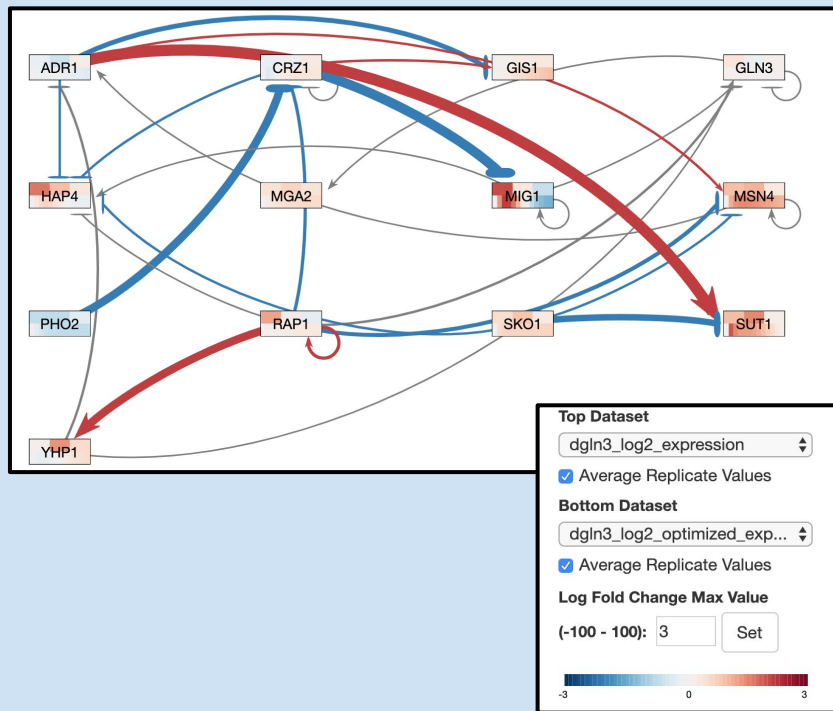 ADR1 CRZ1 GIS1 GLN3
HAP4 MGA2 MIG1 MSN4
PHO2 RAP1 SKO1 SUT1
YHP1
Top Dataset
dgln3_log2_expression
Average Replicate Values
Bottom Dataset
dgln3_log2_optimized_exp...
Average Replicate Values
Log Fold Change Max Value
(-100 - 100): 3 Set
-3 0 3